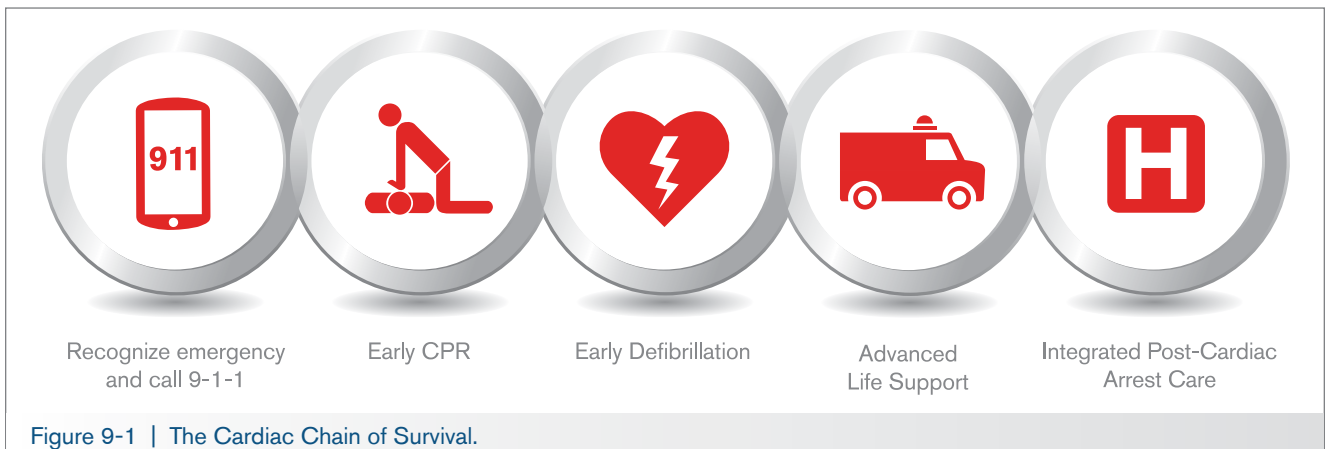 911
H
Recognize emergency
and call 9-1-1
Early CPR
Early Defibrillation
Advanced
Life Support
Integrated Post-Cardiac
Arrest Care
Figure 9-1 | The Cardiac Chain of Survival.